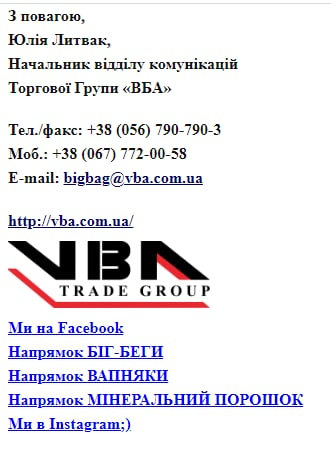 З повагою,
Юлія Литвак,
Начальник відділу комунікацій
Торгової Групи «ВБА»
Тел./факс: +38 (056) 790-790-3
Моб.: +38 (067) 772-00-58
E-mail: bigbag@vba.com.ua
http://vba.com.ua/
VBA
TRADE GROUP
Ми на Facebook
Напрямок БІГ-БЕГИ
Напрямок ВАПНЯКИ
Напрямок МІНЕРАЛЬНИЙ ПОРОШОК
Ми в Instagram;)